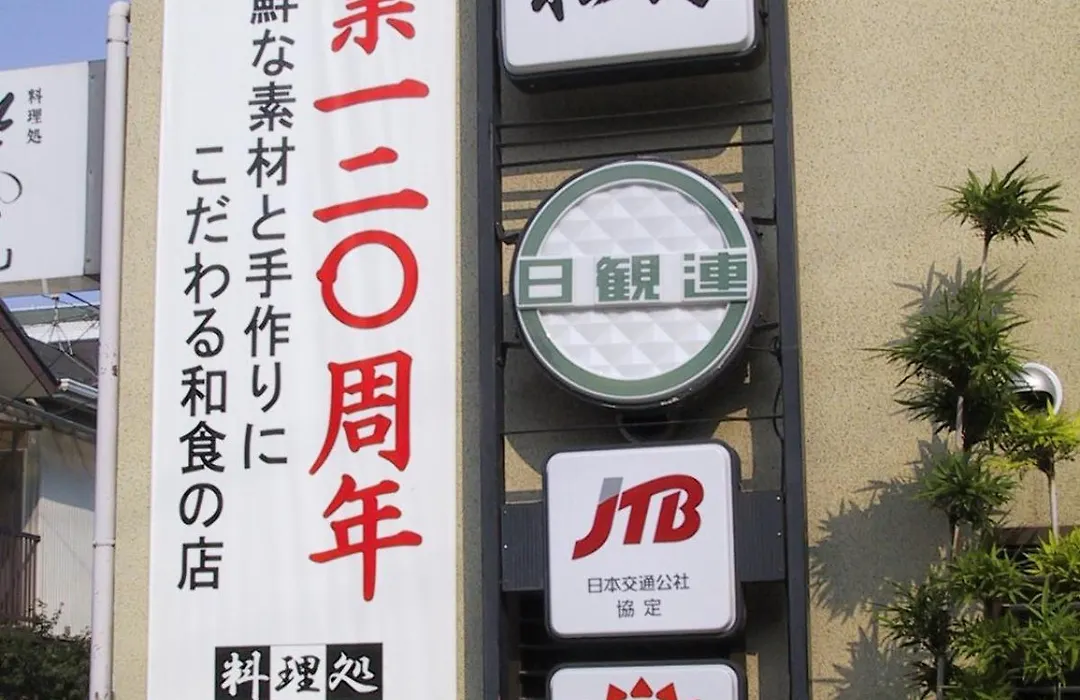 業一二〇周年
鮮な素材と手作りに
こだわる和食の店
料理処
料理処
日観連
JTB
日本交通公社
協定